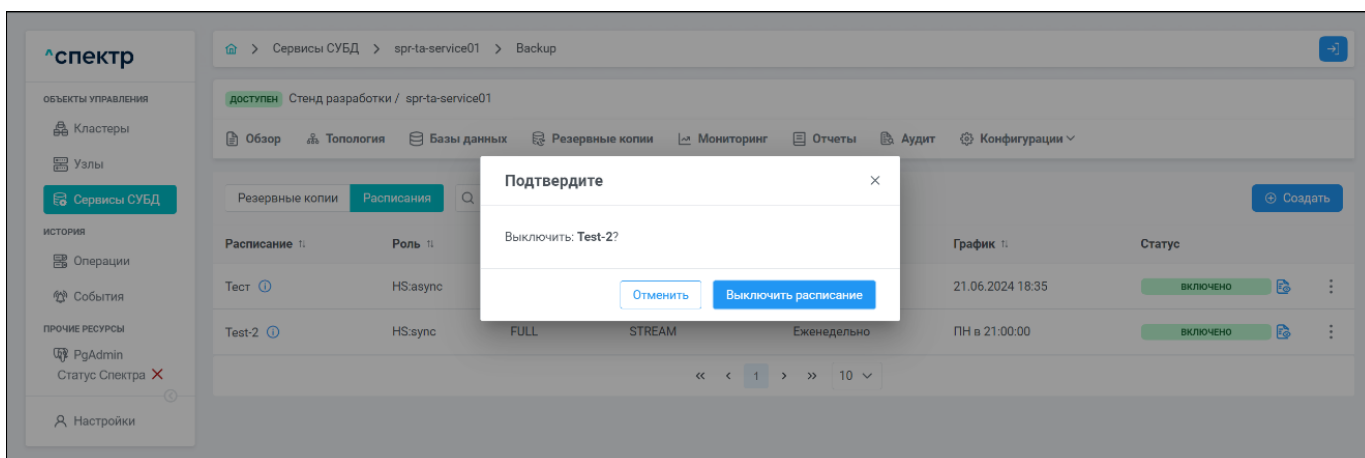 ^спектр
Сервисы СУБД > spr-ta-service01 > Backup
ОБЪЕКТЫ УПРАВЛЕНИЯ
Кластеры
Узлы
Сервисы СУБД
ИСТОРИЯ
Операции
События
ПРОЧИЕ РЕСУРСЫ
PgAdmin
Статус Спектра
Настройки
ДОСТУПЕН Стенд разработки / spr-ta-service01
Обзор Топология Базы данных Резервные копии Мониторинг Отчеты Аудит Конфигурации
Резервные копии Расписания Создать
Подтвердите
Выключить: Test-2?
Отменить Выключить расписание
Расписание Роль График Статус
Тест HS:async 21.06.2024 18:35 ВКЛЮЧЕНО
Test-2 HS:sync FULL STREAM Еженедельно ПН в 21:00:00 ВКЛЮЧЕНО
« < 1 > » 10